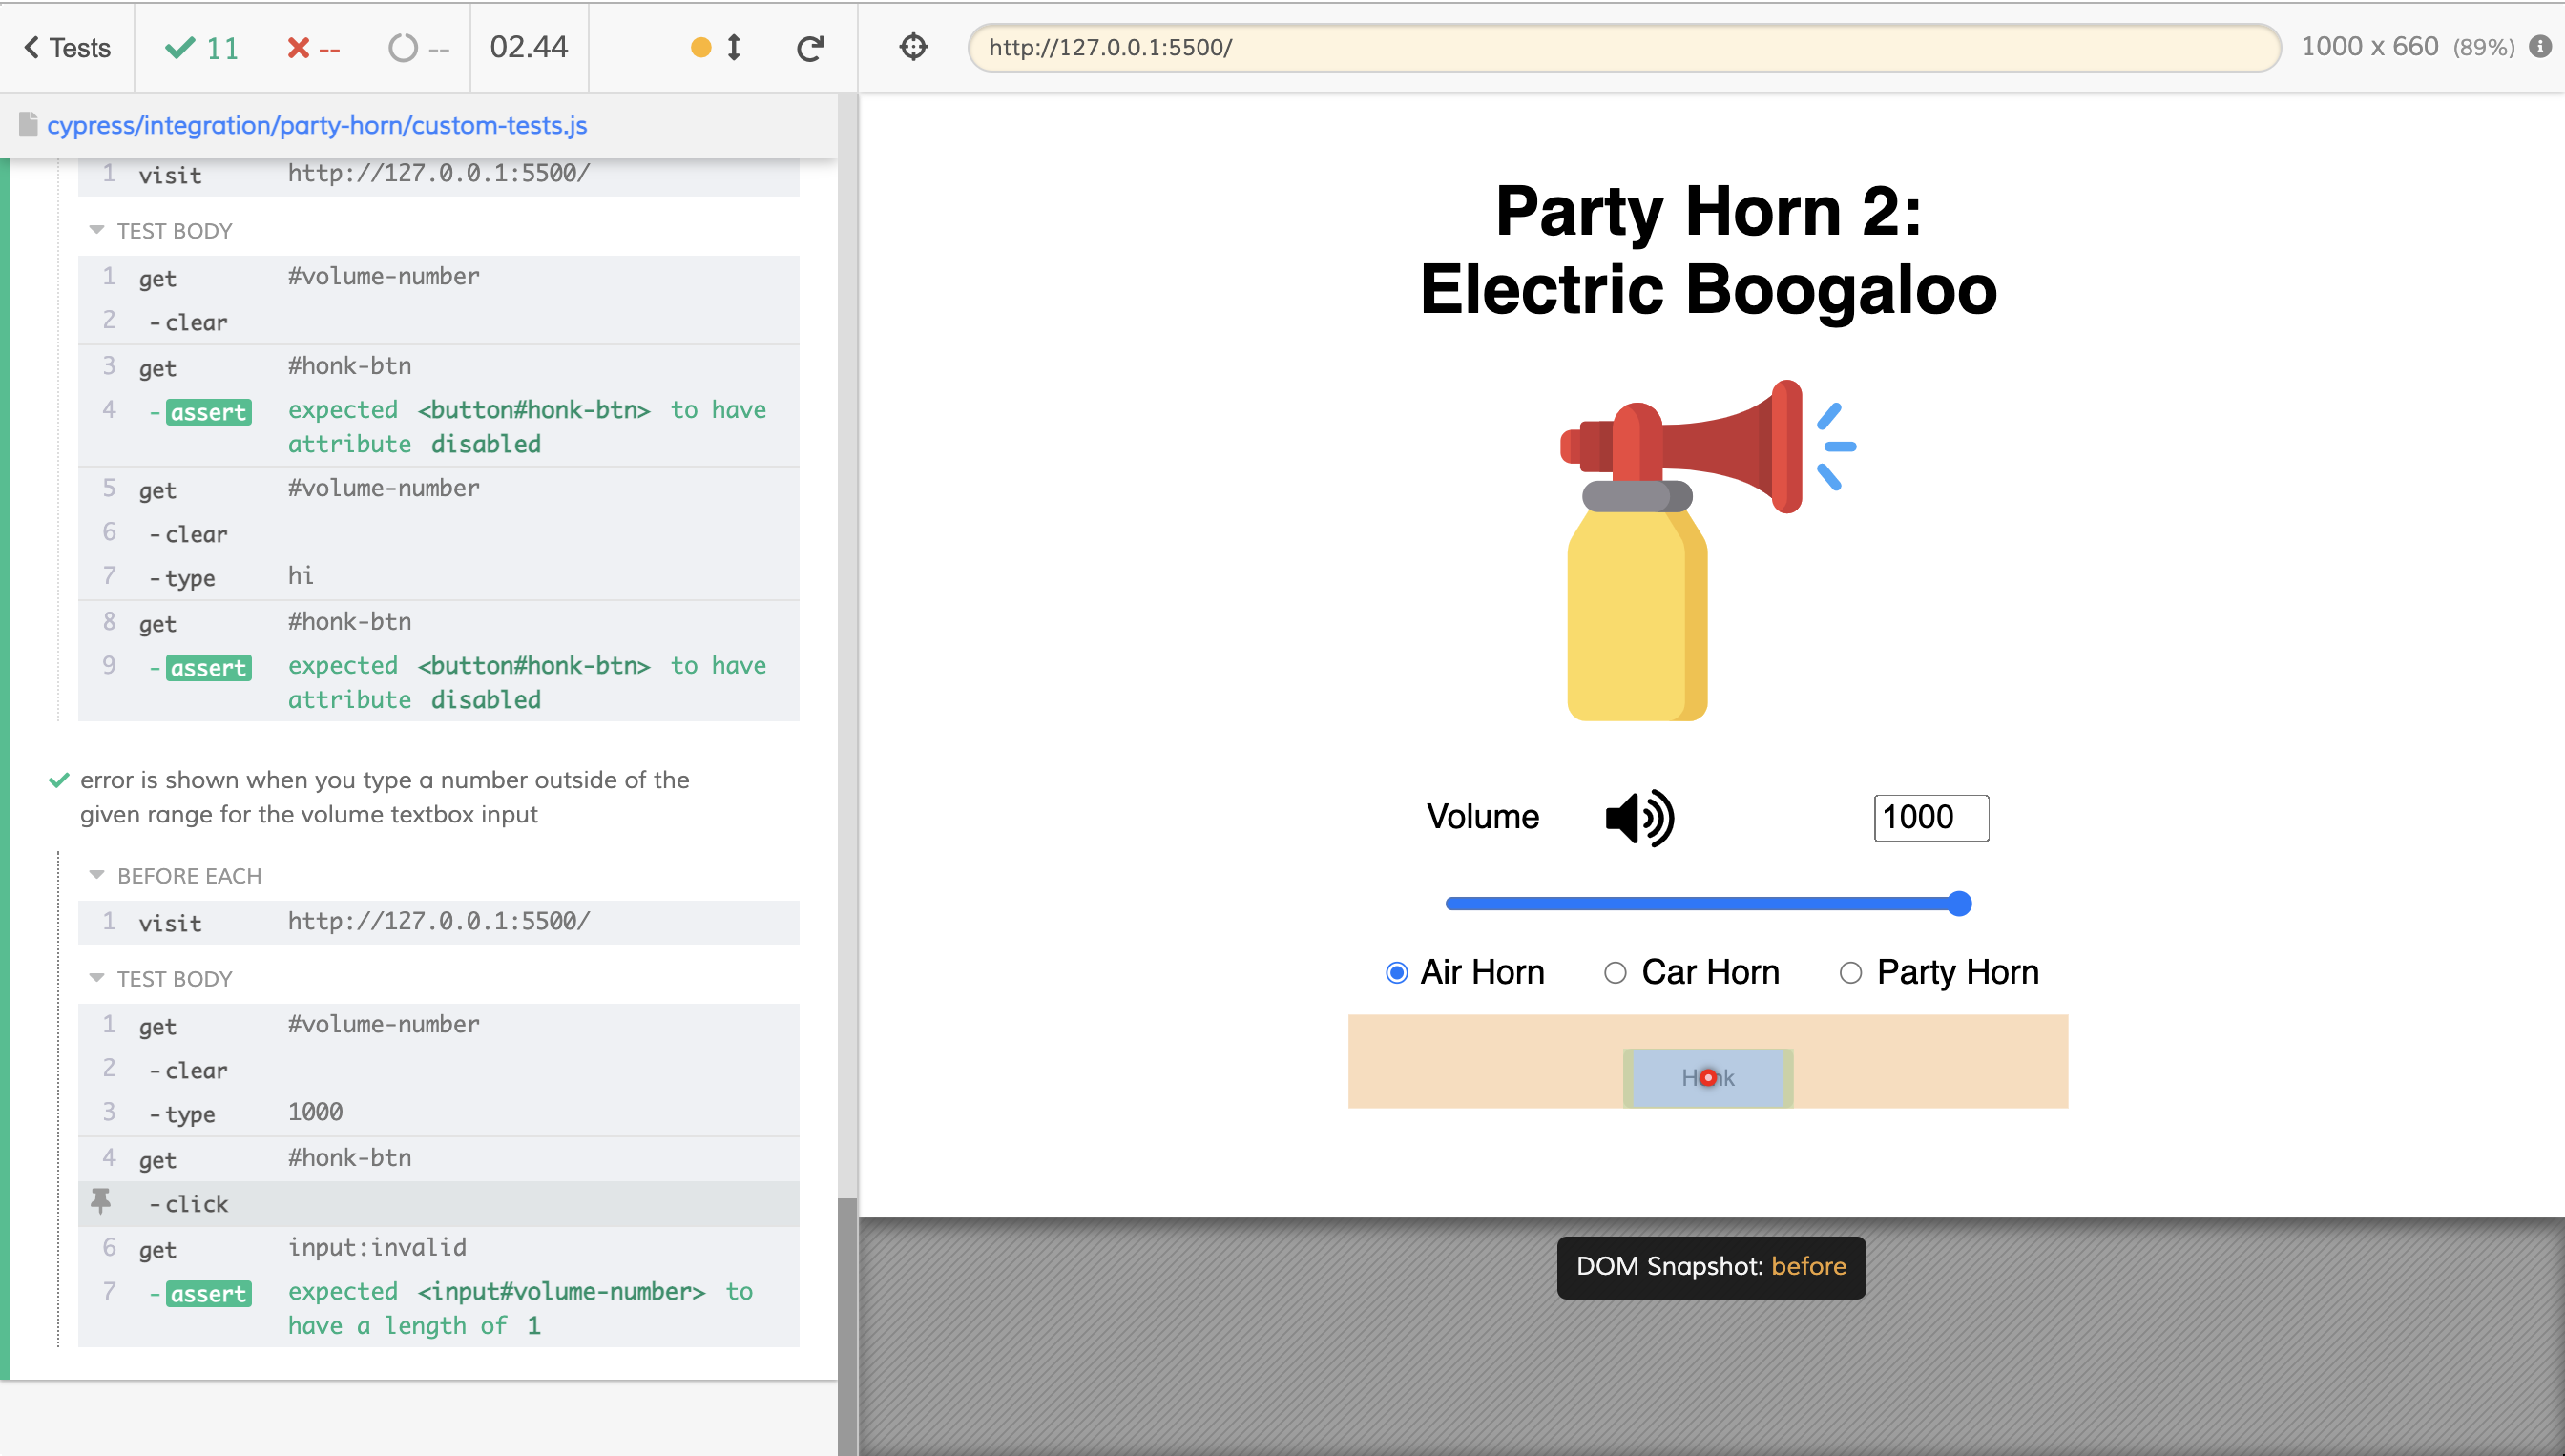 Tests
11
--
--
02.44
http://127.0.0.1:5500/
1000 x 660 (89%)
cypress/integration/party-horn/custom-tests.js
1 visit http://127.0.0.1:5500/
TEST BODY
1 get #volume-number
2 -clear
3 get #honk-btn
4 -assert expected <button#honk-btn> to have
attribute disabled
5 get #volume-number
6 -clear
7 -type hi
8 get #honk-btn
9 -assert expected <button#honk-btn> to have
attribute disabled
error is shown when you type a number outside of the
given range for the volume textbox input
BEFORE EACH
1 visit http://127.0.0.1:5500/
TEST BODY
1 get #volume-number
2 -clear
3 -type 1000
4 get #honk-btn
-click
6 get input:invalid
7 -assert expected <input#volume-number> to
have a length of 1
Party Horn 2:
Electric Boogaloo
Volume 1000
Air Horn Car Horn Party Horn
Honk
DOM Snapshot: before